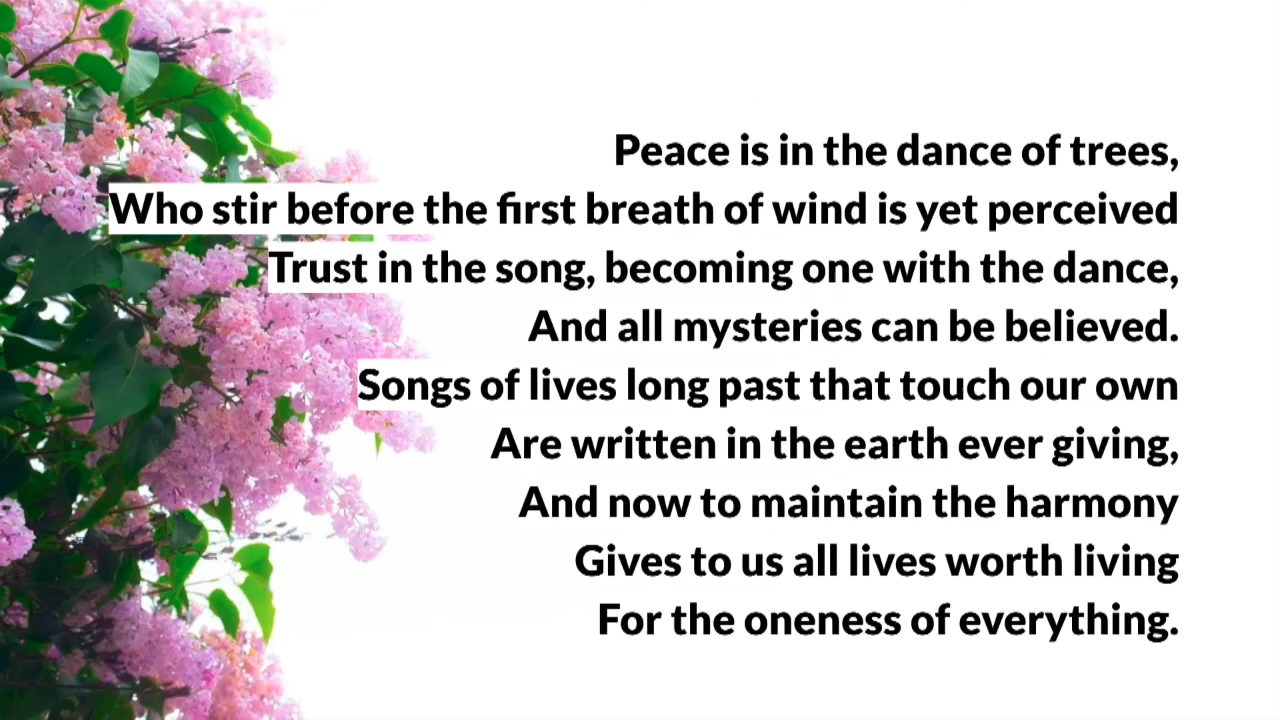 Peace is in the dance of trees,
Who stir before the first breath of wind is yet perceived
Trust in the song, becoming one with the dance,
And all mysteries can be believed.
Songs of lives long past that touch our own
Are written in the earth ever giving,
And now to maintain the harmony
Gives to us all lives worth living
For the oneness of everything.